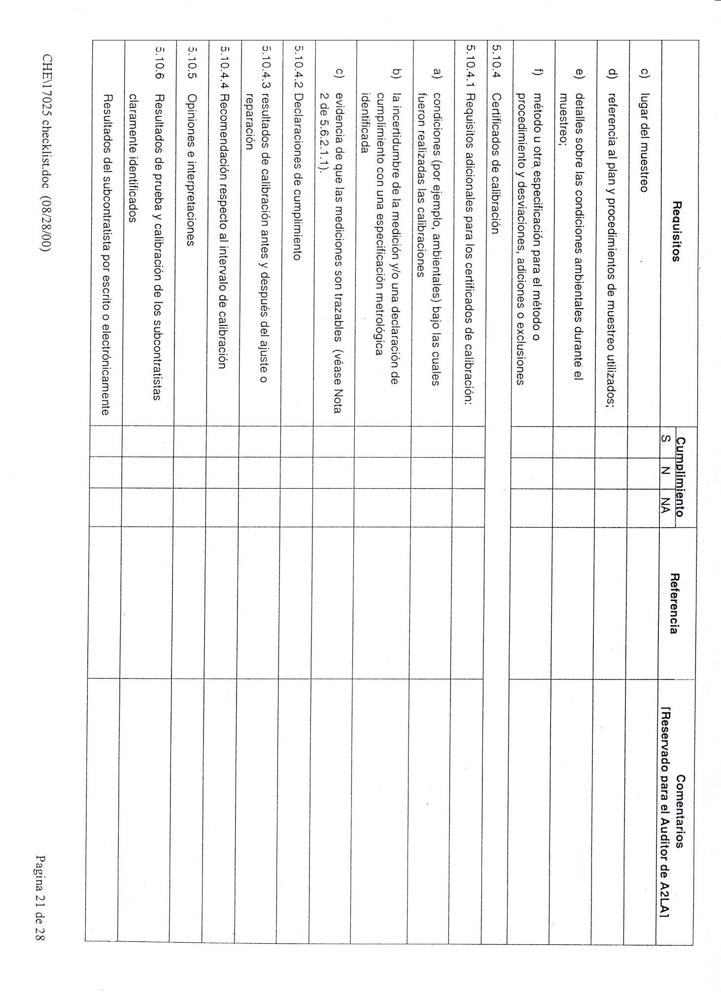 Requisitos
Cumplimiento
Referencia
Comentarios
S
N
NA
[Reservado para el Auditor de A2LA]
c) lugar del muestreo
d) referencia al plan y procedimientos de muestreo utilizados;
e) detalles sobre las condiciones ambientales durante el
muestreo;
f) método u otra especificación para el método o
procedimiento y desviaciones, adiciones o exclusiones
5.10.4 Certificados de calibración
5.10.4.1 Requisitos adicionales para los certificados de calibración:
a) condiciones (por ejemplo, ambientales) bajo las cuales
fueron realizadas las calibraciones
b) la incertidumbre de la medición y/o una declaración de
cumplimiento con una especificación metrológica
identificada
c) evidencia de que las mediciones son trazables (véase Nota
2 de 5.6.2.1.1).
5.10.4.2 Declaraciones de cumplimiento
5.10.4.3 resultados de calibración antes y después del ajuste o
reparación
5.10.4.4 Recomendación respecto al intervalo de calibración
5.10.5 Opiniones e interpretaciones
5.10.6 Resultados de prueba y calibración de los subcontratistas
claramente identificados
Resultados del subcontratista por escrito o electrónicamente
CHE\17025 checklist.doc (08/28/00)
Pagina 21 de 28